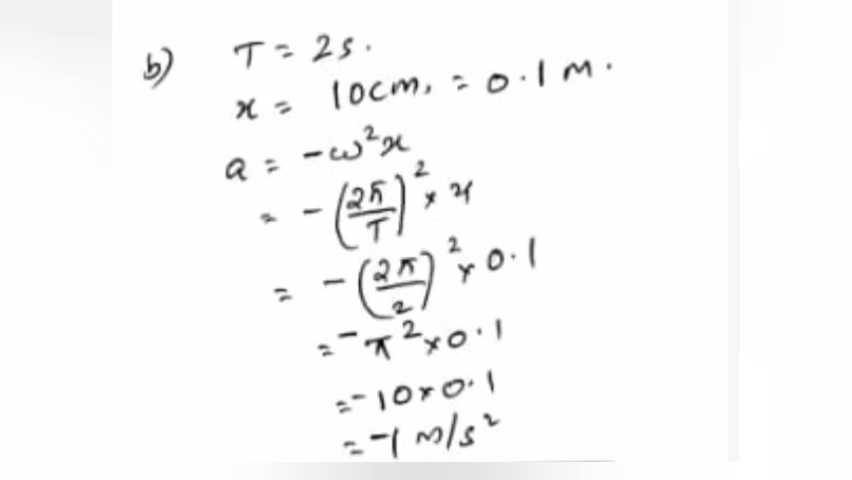 b) T = 2s.
x = 10cm, = 0.1 m.
a = -ω²x
= -(2π/T)² × x
= -(2π/2)² × 0.1
= -π² × 0.1
= -10 × 0.1
= -1 m/s²